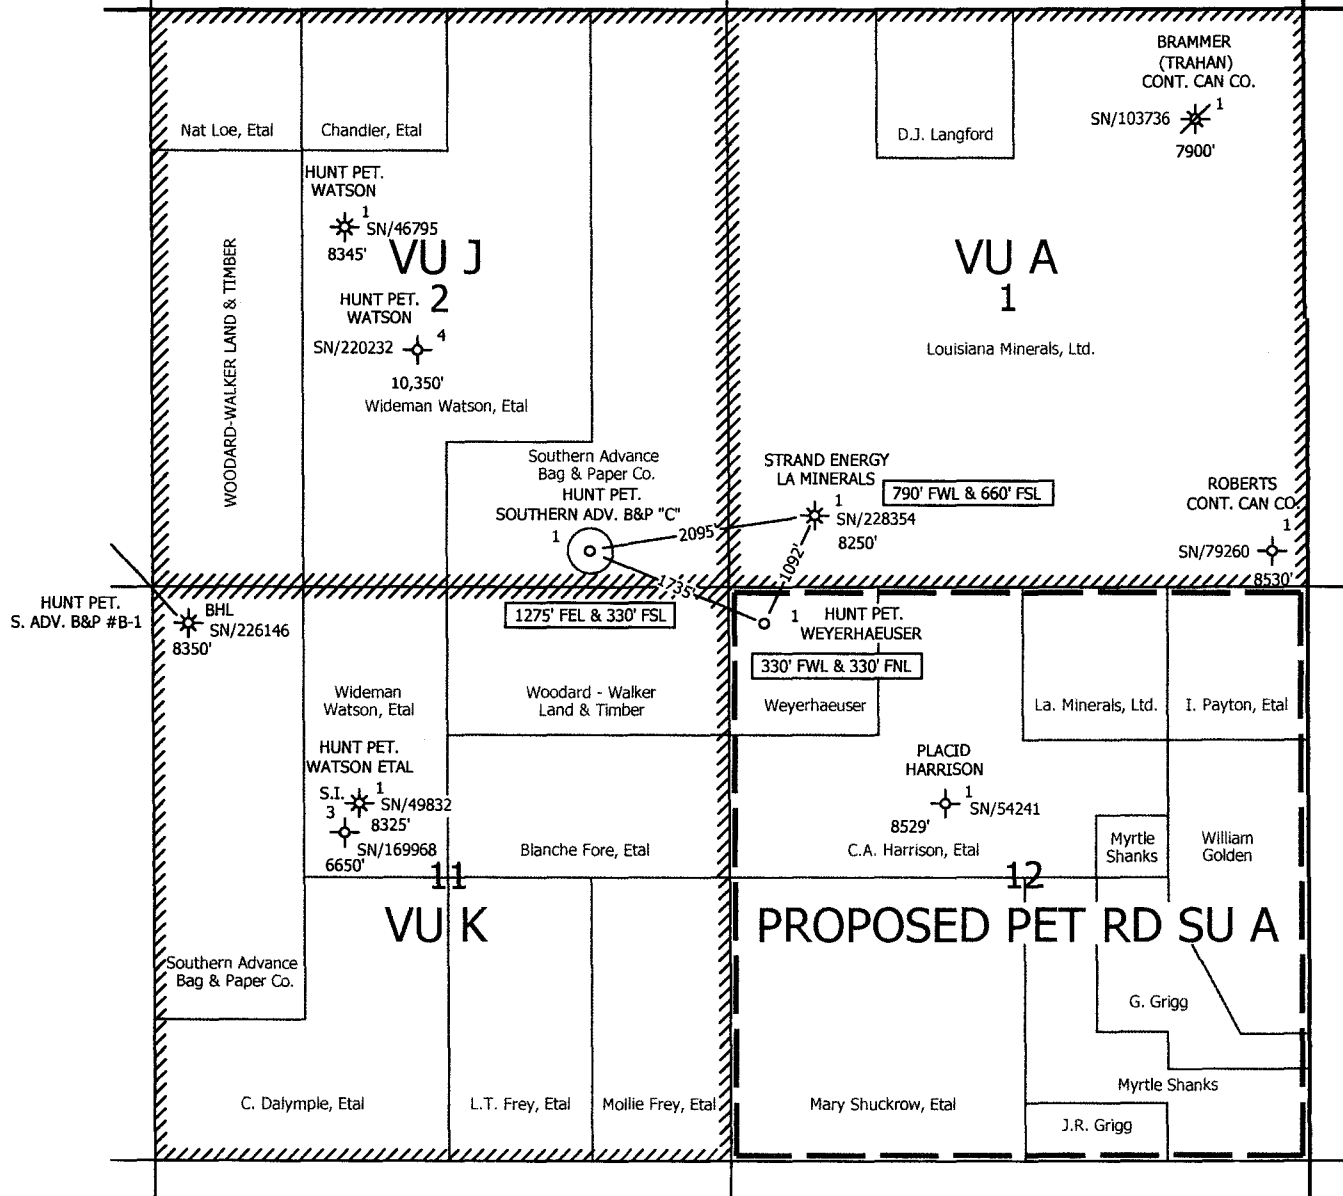 BRAMMER
(TRAHAN)
CONT. CAN CO.
1
SN/103736
7900'
Nat Loe, Etal
Chandler, Etal
D.J. Langford
HUNT PET.
WATSON
1
SN/46795
8345'
WOODARD-WALKER LAND & TIMBER
VU J
2
VU A
1
HUNT PET.
WATSON
4
SN/220232
10,350'
Wideman Watson, Etal
Louisiana Minerals, Ltd.
Southern Advance
Bag & Paper Co.
HUNT PET.
SOUTHERN ADV. B&P "C"
1
STRAND ENERGY
LA MINERALS
1
790' FWL & 660' FSL
SN/228354
8250'
2095
1092'
1735'
ROBERTS
CONT. CAN CO.
1
SN/79260
8530'
HUNT PET.
S. ADV. B&P #B-1
BHL
SN/226146
8350'
1275' FEL & 330' FSL
1
HUNT PET.
WEYERHAEUSER
330' FWL & 330' FNL
Wideman
Watson, Etal
Woodard - Walker
Land & Timber
Weyerhaeuser
La. Minerals, Ltd.
I. Payton, Etal
HUNT PET.
WATSON ETAL
S.I.
1
SN/49832
3
8325'
SN/169968
6650'
PLACID
HARRISON
1
SN/54241
8529'
Blanche Fore, Etal
C.A. Harrison, Etal
Myrtle
Shanks
William
Golden
11
VU K
12
PROPOSED PET RD SU A
Southern Advance
Bag & Paper Co.
G. Grigg
C. Dalymple, Etal
L.T. Frey, Etal
Mollie Frey, Etal
Mary Shuckrow, Etal
Myrtle Shanks
J.R. Grigg